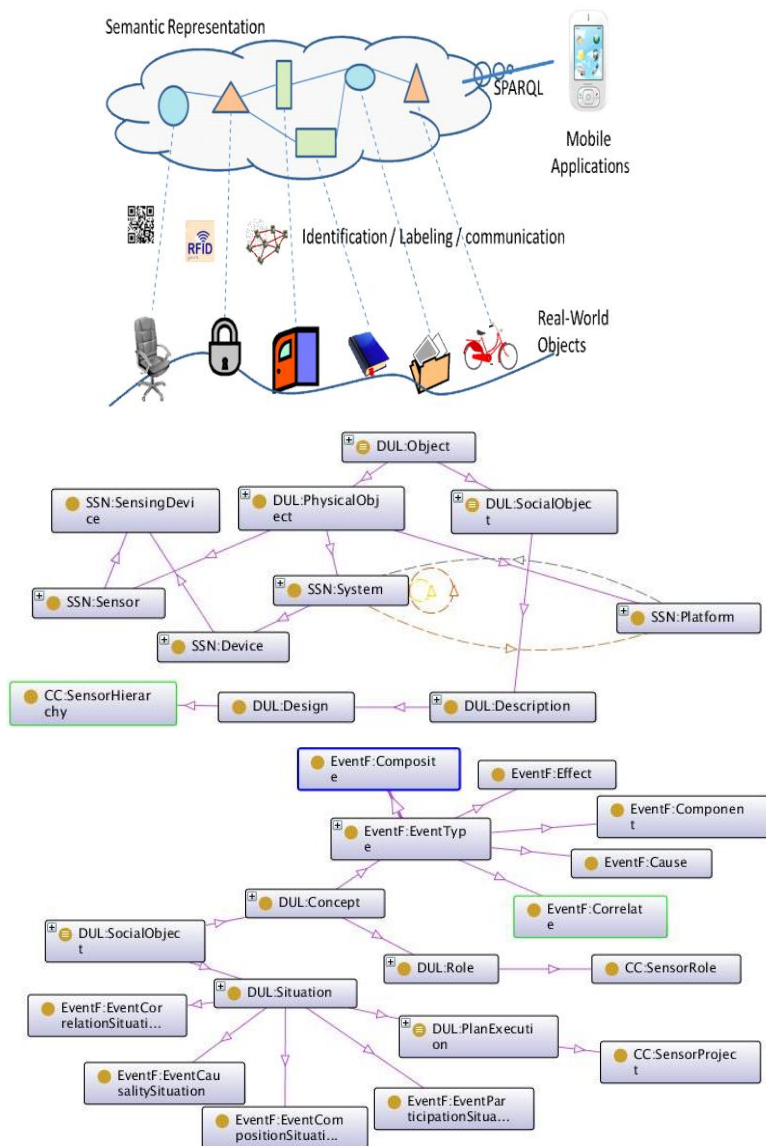 Semantic Representation
SPARQL
Mobile
Applications
RFID
Identification / Labeling / communication
Real-World
Objects
DUL:Object
SSN:SensingDevi
ce
DUL:PhysicalObj
ect
DUL:SocialObjec
t
SSN:Sensor
SSN:System
SSN:Platform
SSN:Device
CC:SensorHierar
chy
DUL:Design
DUL:Description
EventF:Composit
e
EventF:Effect
EventF:EventTyp
e
EventF:Componen
t
EventF:Cause
DUL:Concept
EventF:Correlat
e
DUL:SocialObjec
t
DUL:Role
CC:SensorRole
DUL:Situation
EventF:EventCor
relationSituati...
DUL:PlanExecuti
on
CC:SensorProjec
t
EventF:EventCau
salitySituation
EventF:EventCom
positionSituati...
EventF:EventPar
ticipationSitua...